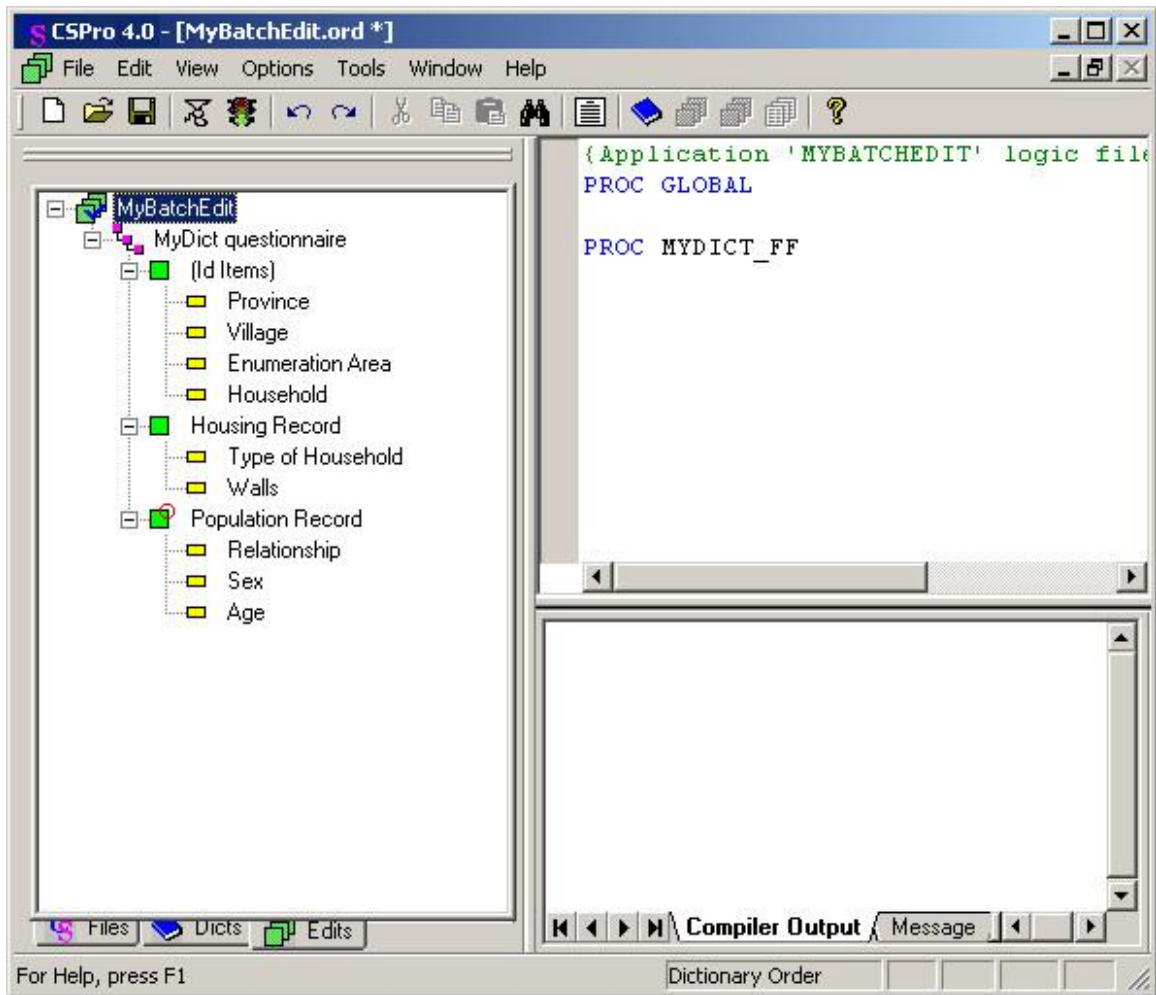 CSPro 4.0 - [MyBatchEdit.ord *]
File Edit View Options Tools Window Help
MyBatchEdit
MyDict questionnaire
(Id Items)
Province
Village
Enumeration Area
Household
Housing Record
Type of Household
Walls
Population Record
Relationship
Sex
Age
Files Dicts Edits
{Application 'MYBATCHEDIT' logic file
PROC GLOBAL
PROC MYDICT_FF
Compiler Output Message
For Help, press F1
Dictionary Order